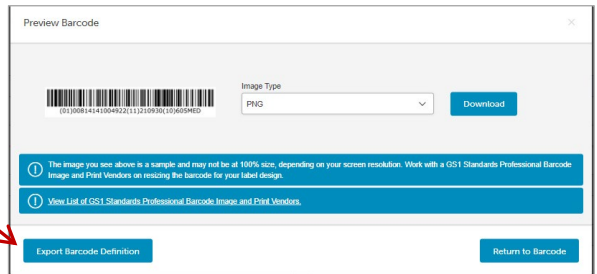 Preview Barcode
Image Type
PNG
Download
(01)00814141004922(11)210930(10)605MED
The image you see above is a sample and may not be at 100% size, depending on your screen resolution. Work with a GS1 Standards Professional Barcode
Image and Print Vendors on resizing the barcode for your label design.
View List of GS1 Standards Professional Barcode Image and Print Vendors.
Export Barcode Definition
Return to Barcode